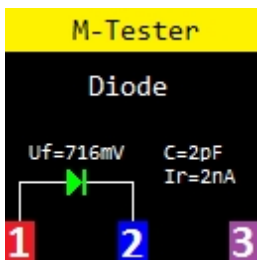 M-Tester
Diode
Uf=716mV
C=2pF
Ir=2nA
1 2 3